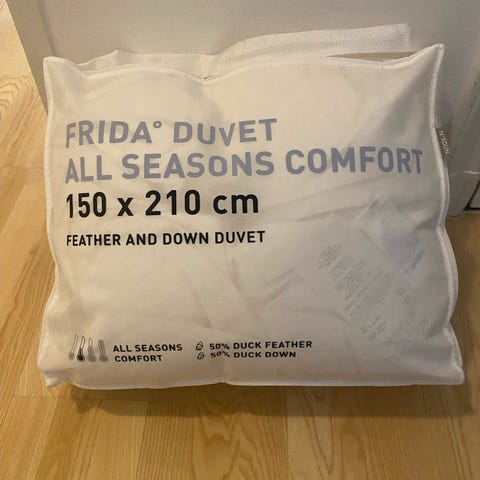 FRIDA° DUVET
ALL SEASONS COMFORT
150 x 210 cm
FEATHER AND DOWN DUVET
ALL SEASONS
COMFORT
50% DUCK FEATHER
50% DUCK DOWN